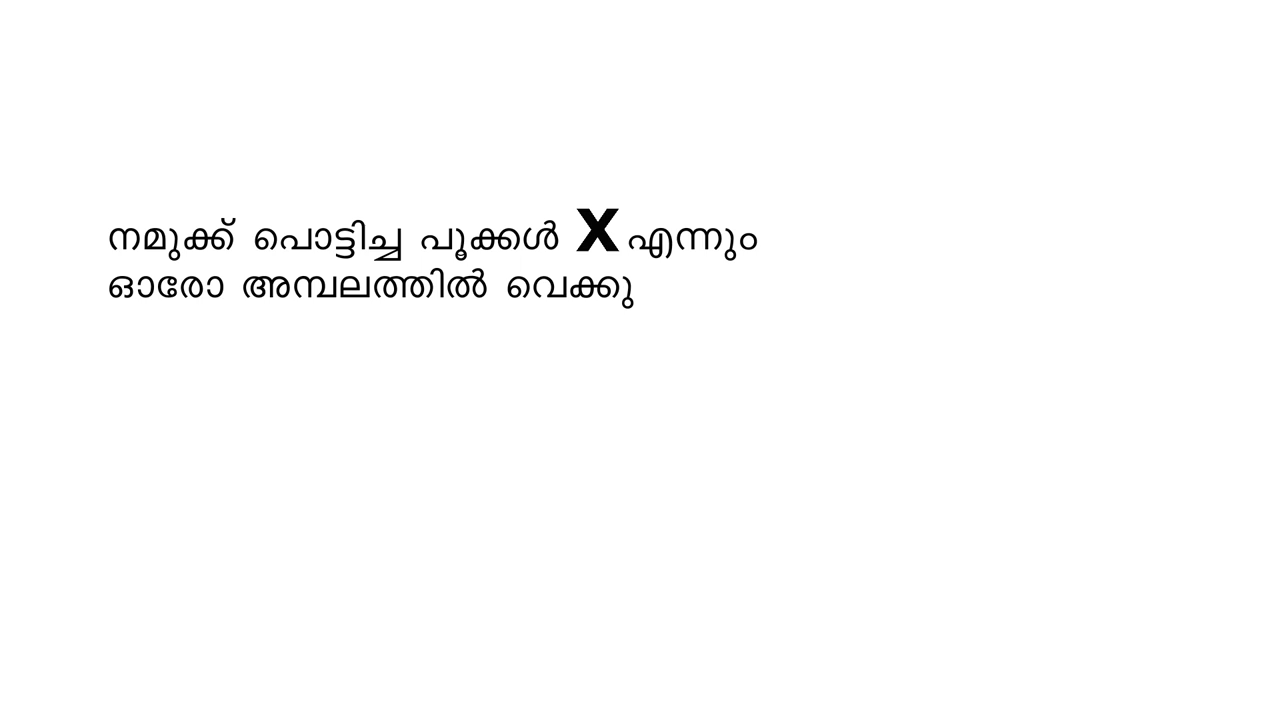 നമുക്ക് പൊട്ടിച്ച പൂക്കൾ X എന്നും
ഓരോ അമ്പലത്തിൽ വെക്കു